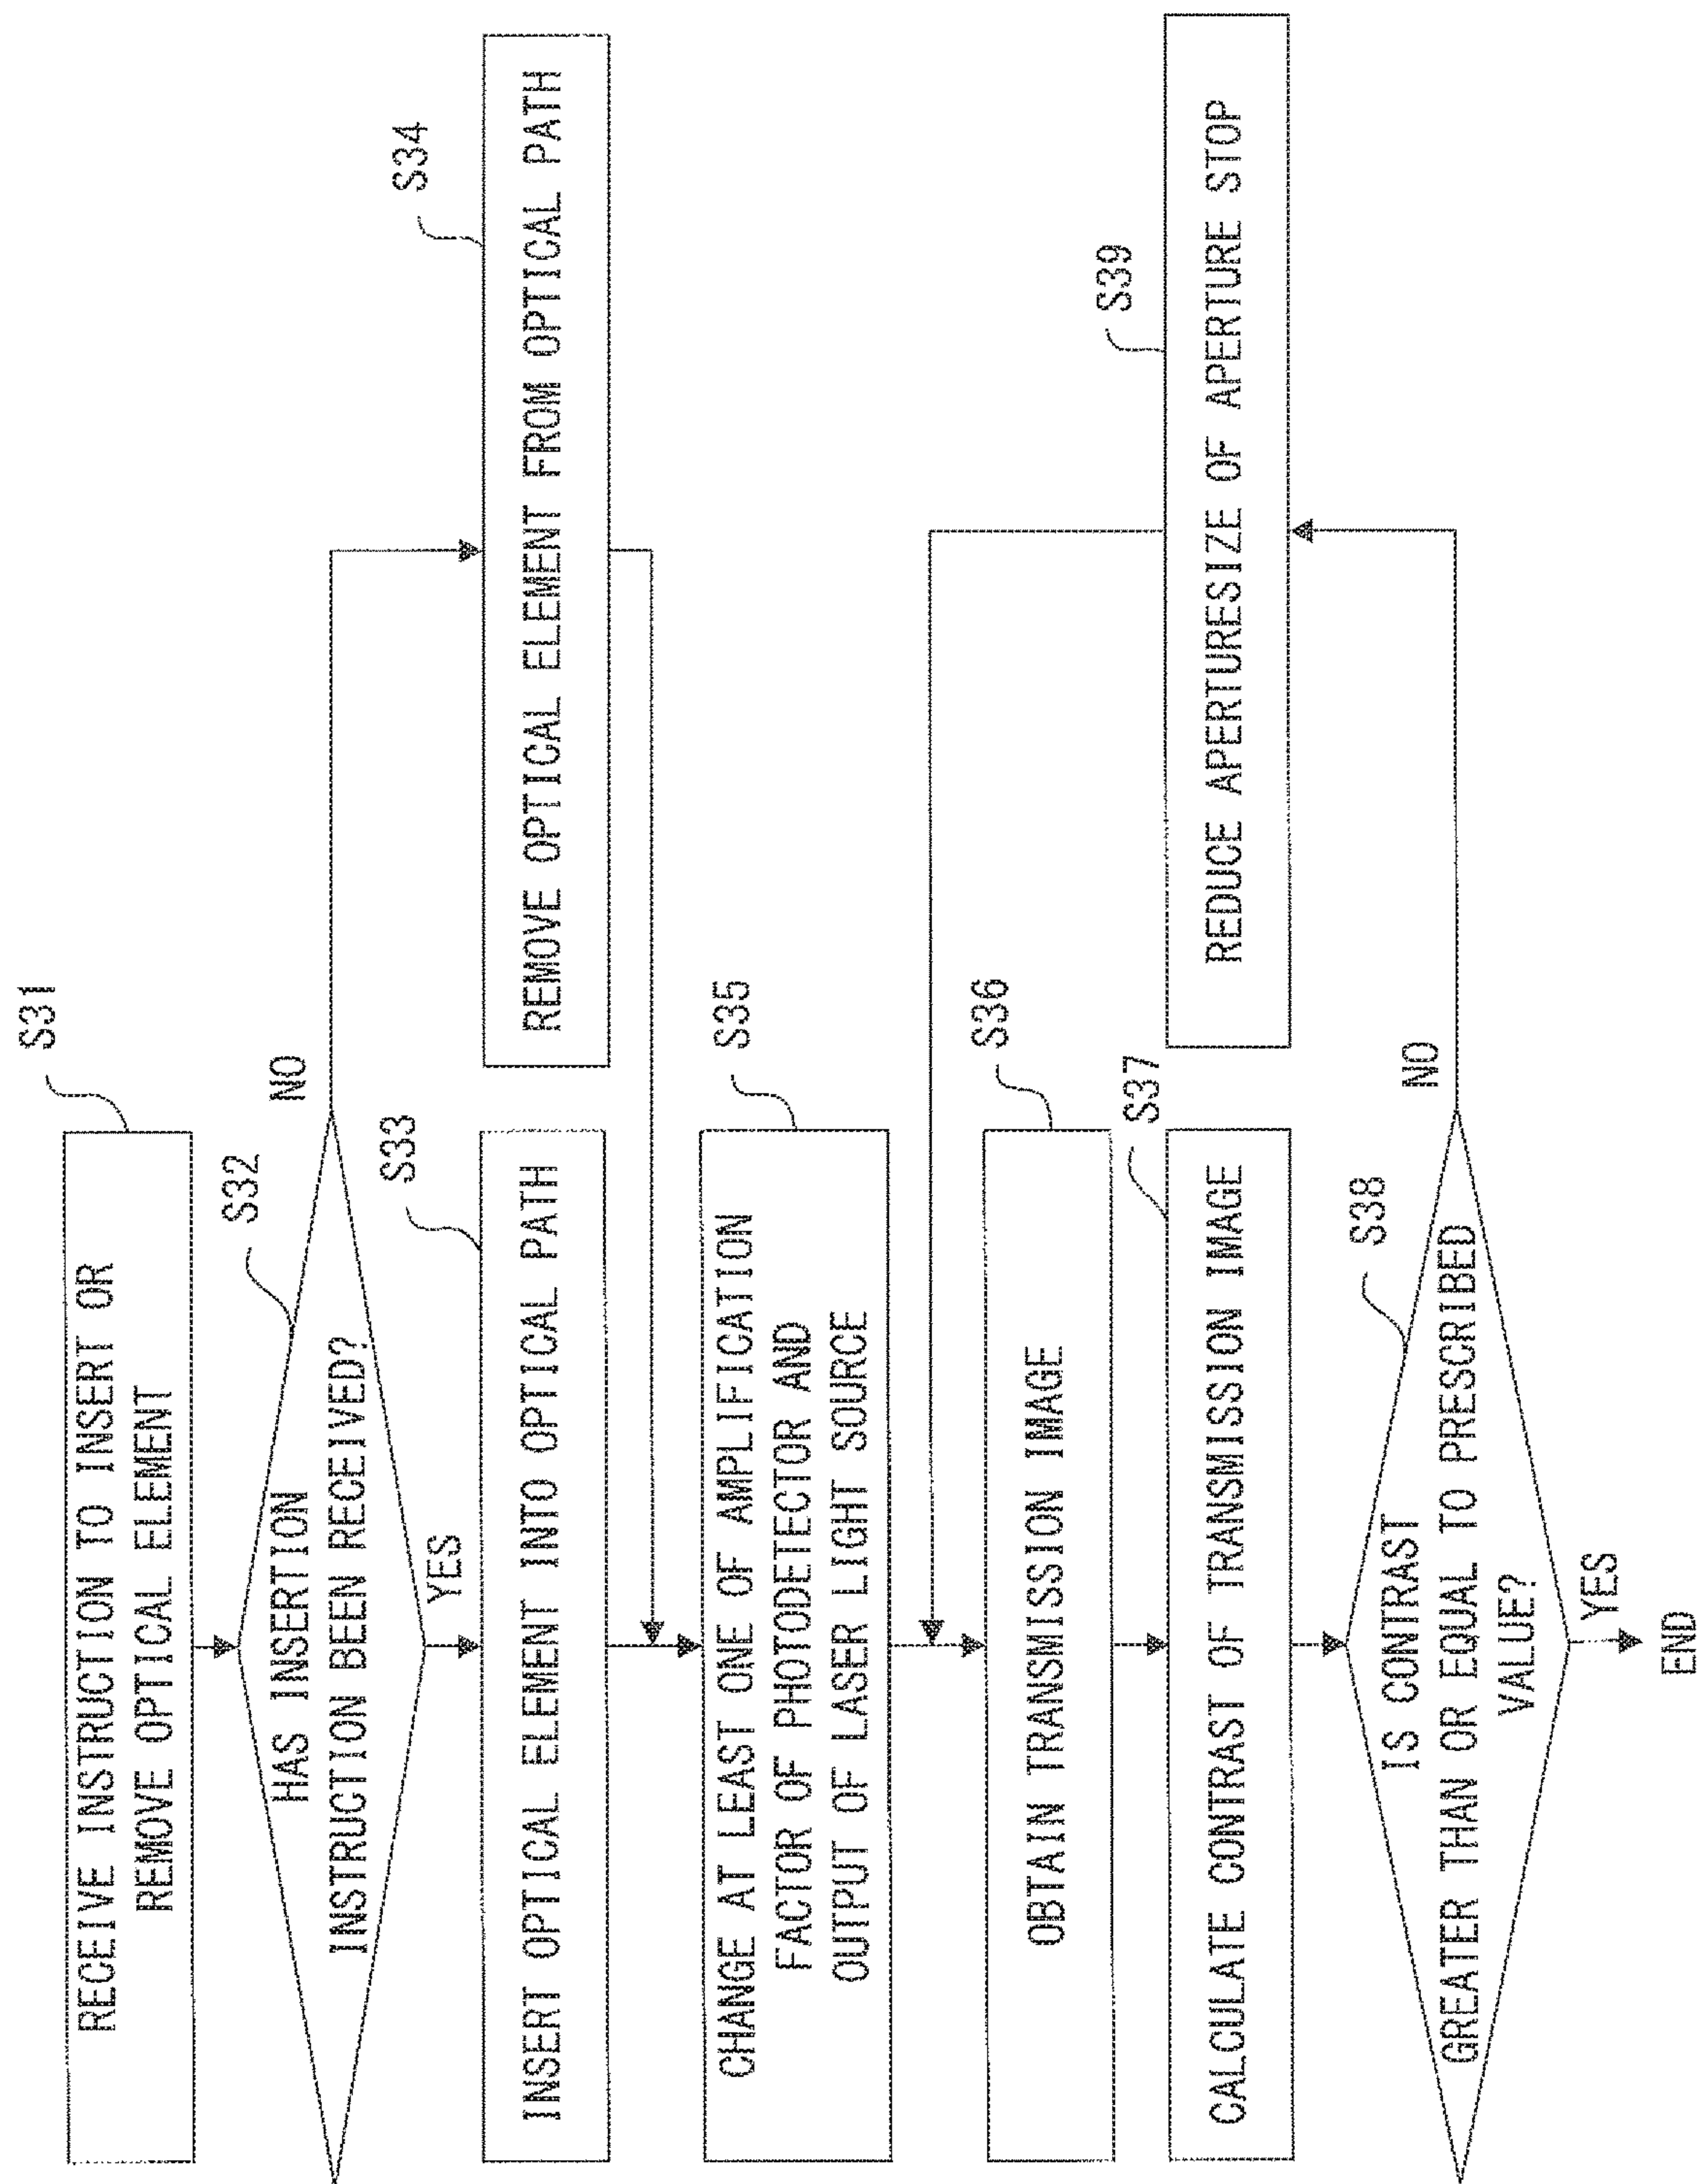 S31
RECEIVE INSTRUCTION TO INSERT OR
REMOVE OPTICAL ELEMENT
S32
HAS INSERTION
INSTRUCTION BEEN RECEIVED?
NO
YES
S33
INSERT OPTICAL ELEMENT INTO OPTICAL PATH
S34
REMOVE OPTICAL ELEMENT FROM OPTICAL PATH
S35
CHANGE AT LEAST ONE OF AMPLIFICATION
FACTOR OF PHOTODETECTOR AND
OUTPUT OF LASER LIGHT SOURCE
S36
OBTAIN TRANSMISSION IMAGE
S37
CALCULATE CONTRAST OF TRANSMISSION IMAGE
S38
IS CONTRAST
GREATER THAN OR EQUAL TO PRESCRIBED
VALUE?
NO
S39
REDUCE APERTURESIZE OF APERTURE STOP
YES
END